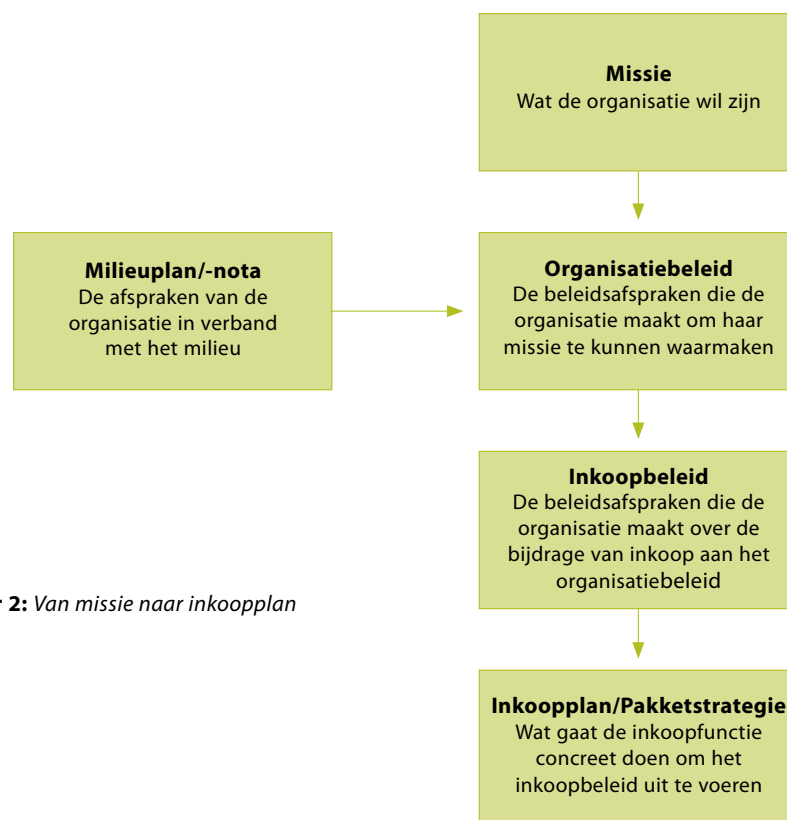 Missie
Wat de organisatie wil zijn
Milieuplan/-nota
De afspraken van de
organisatie in verband
met het milieu
Organisatiebeleid
De beleidsafspraken die de
organisatie maakt om haar
missie te kunnen waarmaken
Inkoopbeleid
De beleidsafspraken die de
organisatie maakt over de
bijdrage van inkoop aan het
organisatiebeleid
2: Van missie naar inkoopplan
Inkoopplan/Pakketstrategie
Wat gaat de inkoopfunctie
concreet doen om het
inkoopbeleid uit te voeren